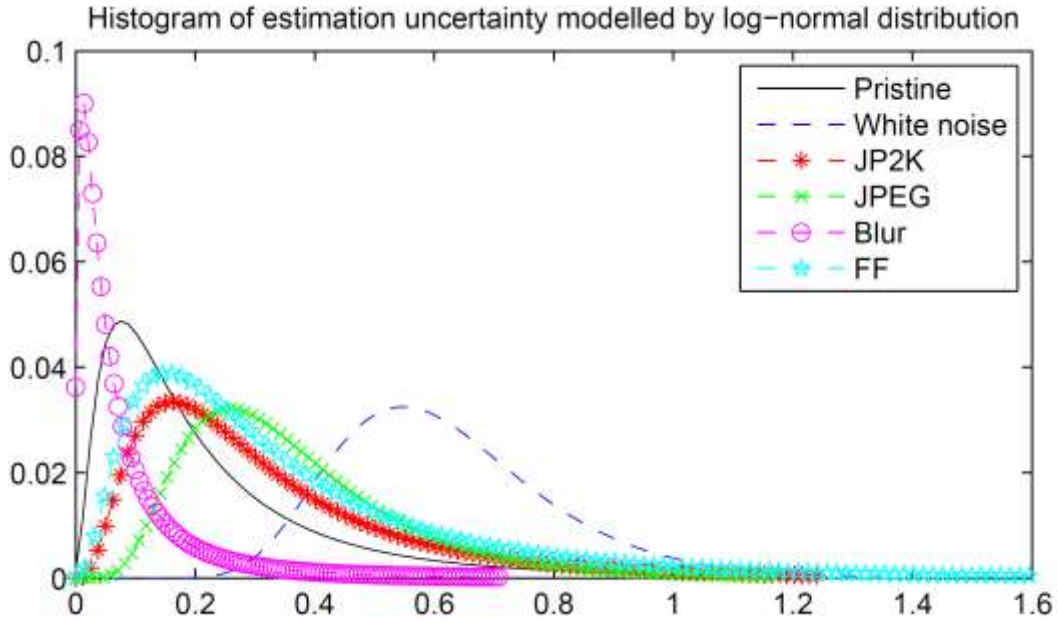 Histogram of estimation uncertainty modelled by log−normal distribution
0.1
0.08
0.06
0.04
0.02
0
0 0.2 0.4 0.6 0.8 1 1.2 1.4 1.6
Pristine
White noise
JP2K
JPEG
Blur
FF